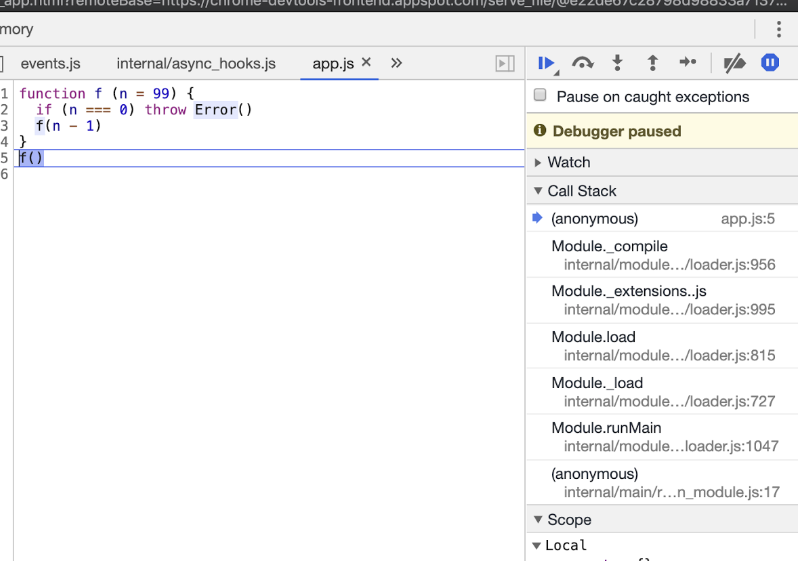 _app.html?remoteBase=https://chrome-devtools-frontend.appspot.com/serve_file/@e22de67c28798d98833a7137...
mory
events.js internal/async_hooks.js app.js ✕ »
1 function f (n = 99) {
2 if (n === 0) throw Error()
3 f(n - 1)
4 }
5 f()
6
Pause on caught exceptions
Debugger paused
Watch
Call Stack
(anonymous) app.js:5
Module._compile
internal/module…/loader.js:956
Module._extensions..js
internal/module…/loader.js:995
Module.load
internal/module…/loader.js:815
Module._load
internal/module…/loader.js:727
Module.runMain
internal/module…loader.js:1047
(anonymous)
internal/main/r…n_module.js:17
Scope
Local